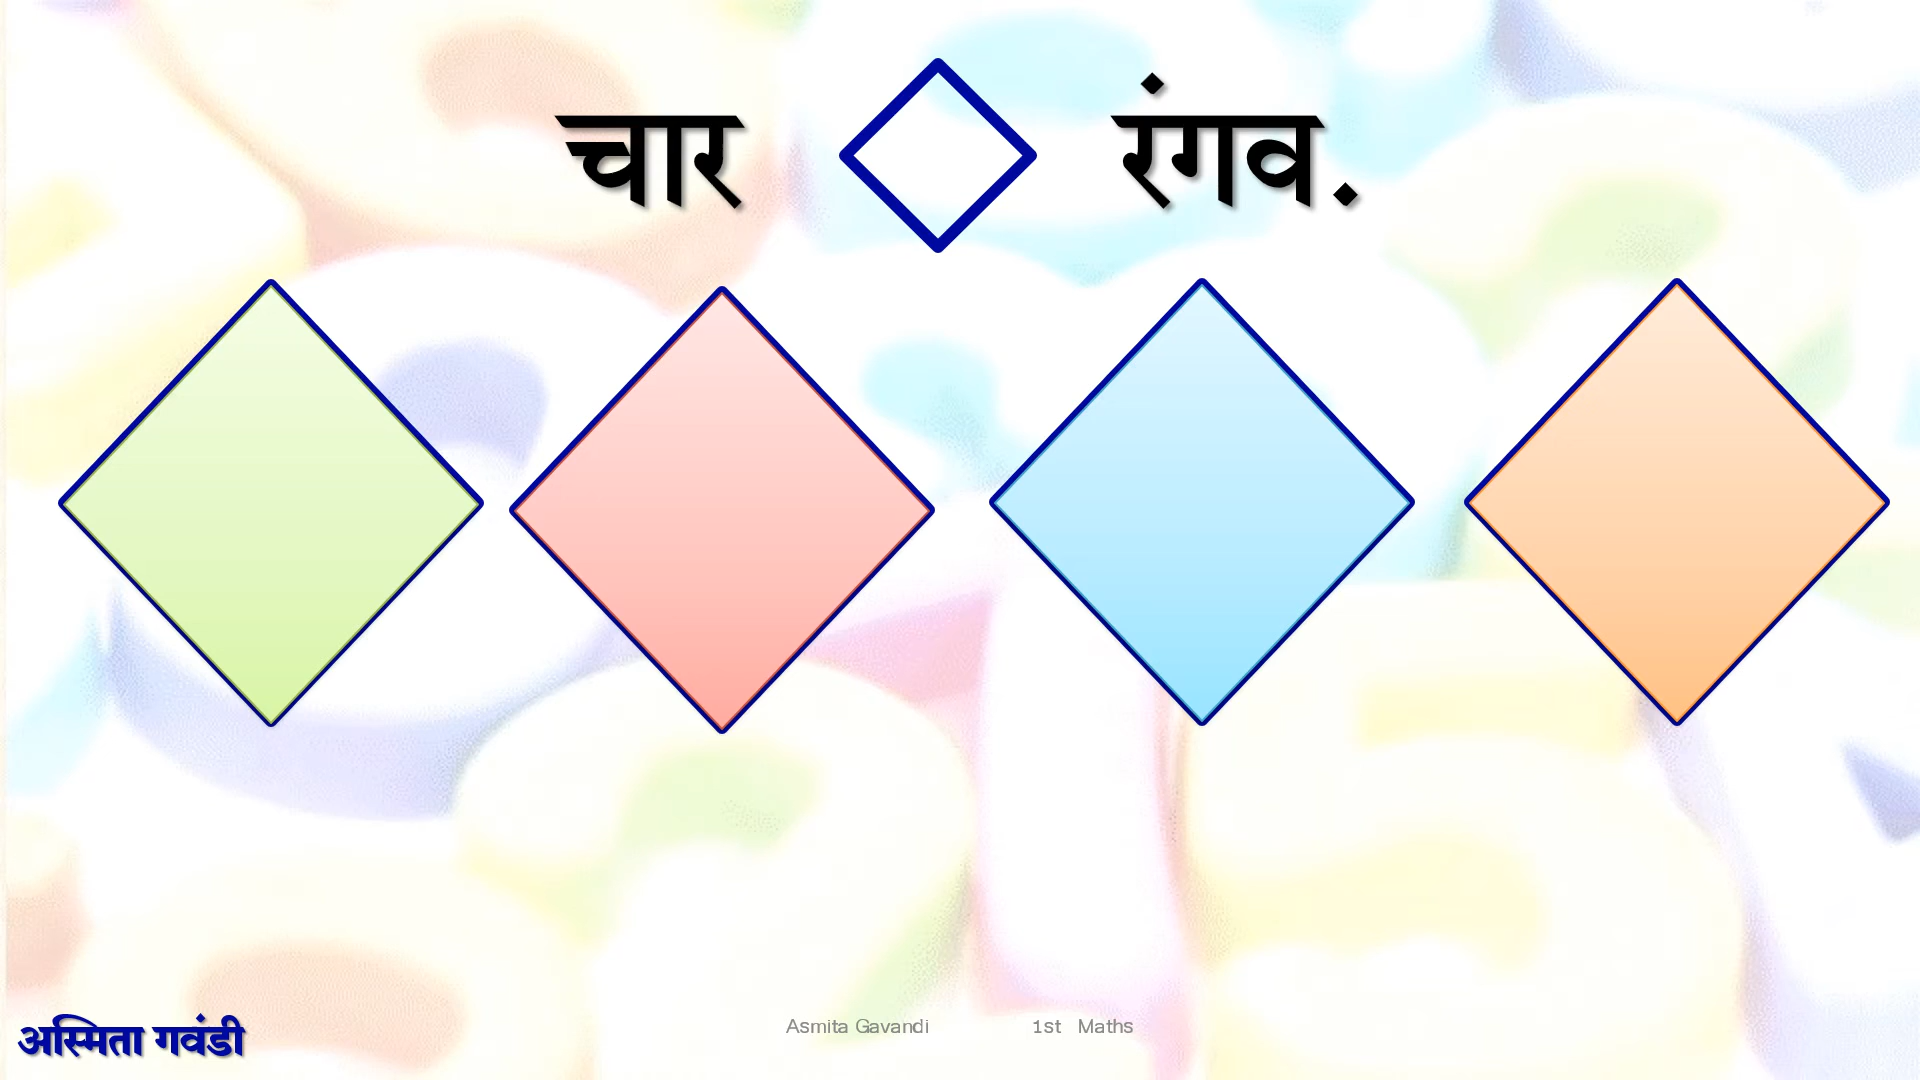 चार रंगव.
अस्मिता गवंडी
Asmita Gavandi 1st Maths